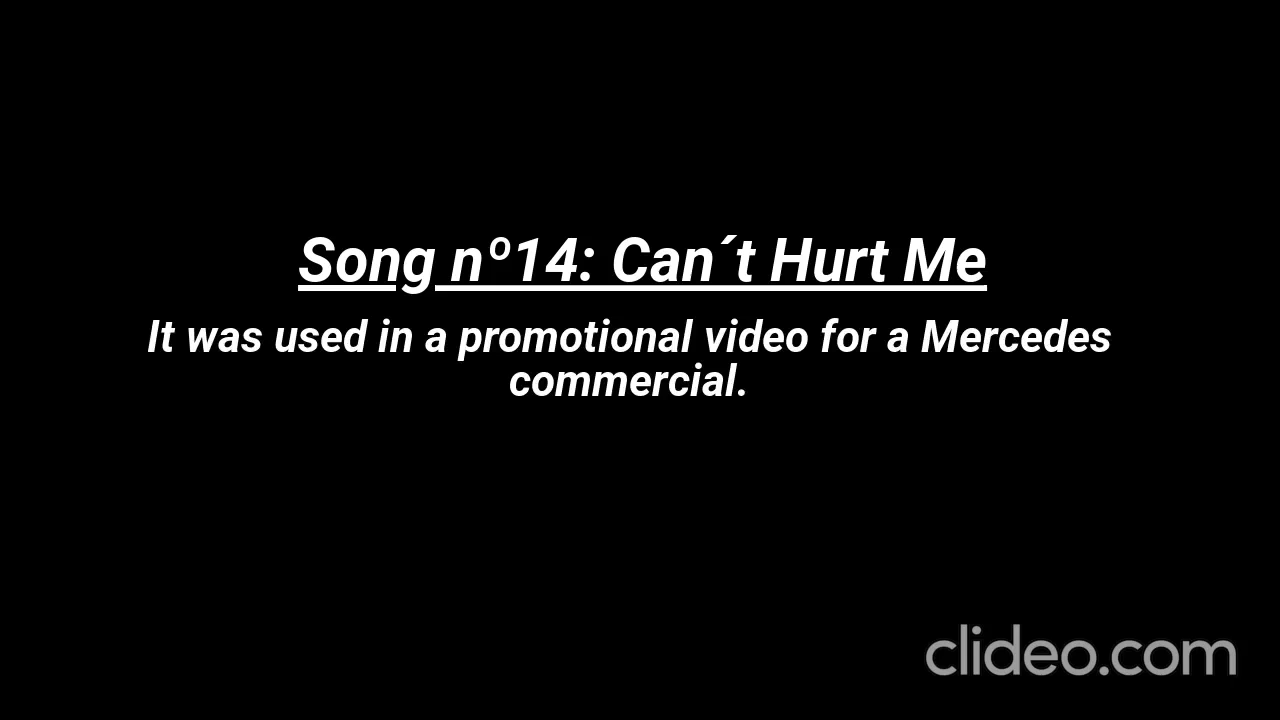 Song nº14: Can´t Hurt Me
It was used in a promotional video for a Mercedes
commercial.
clideo.com